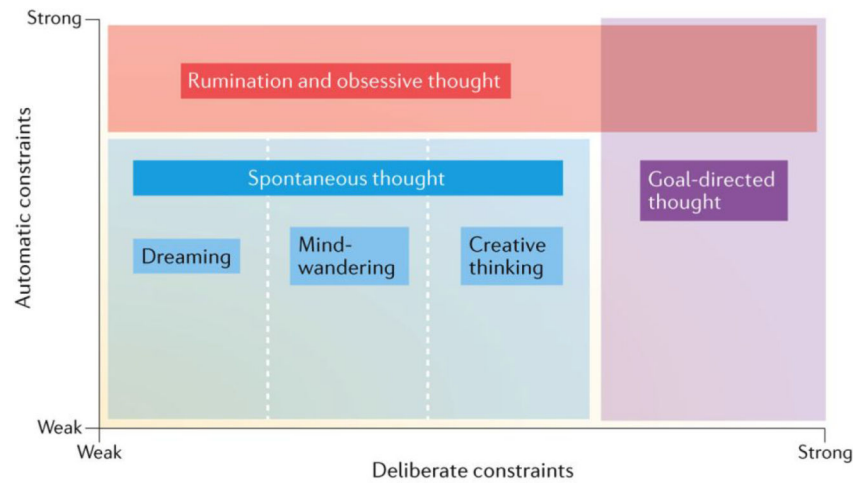 Strong
Automatic constraints
Rumination and obsessive thought
Spontaneous thought
Goal-directed
thought
Dreaming
Mind-
wandering
Creative
thinking
Weak
Weak
Strong
Deliberate constraints